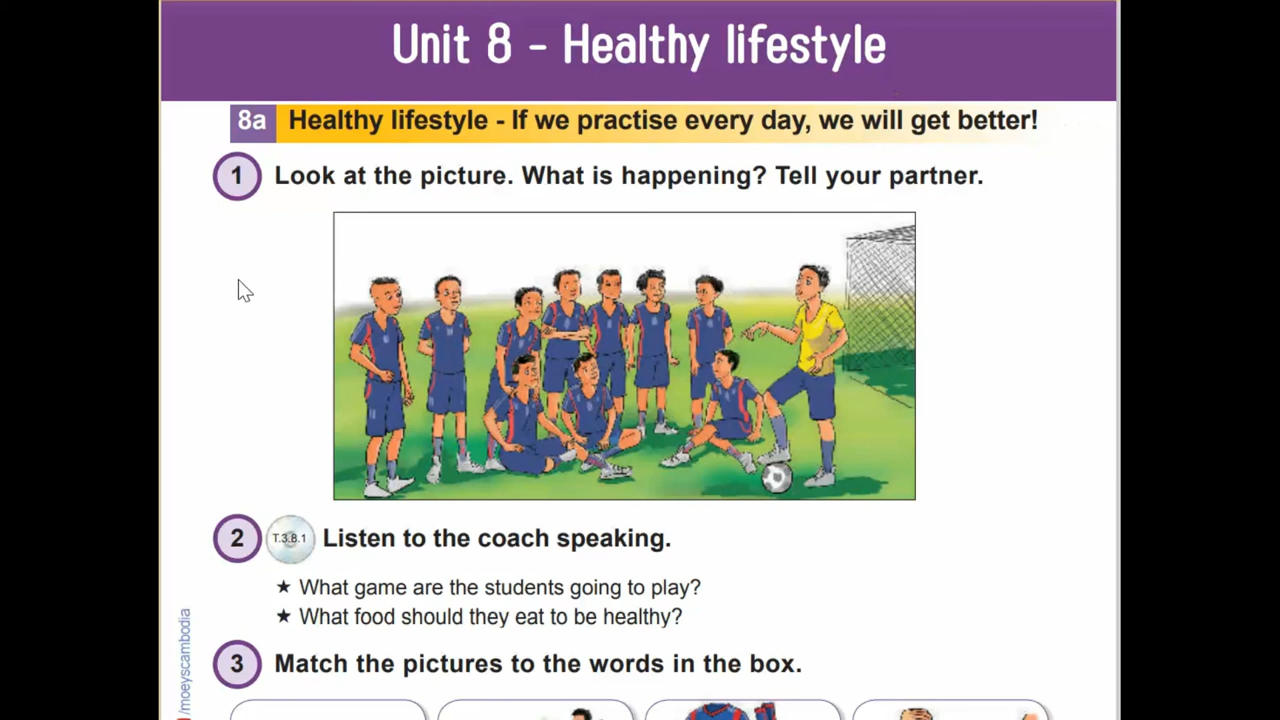 Unit 8 - Healthy lifestyle
8a Healthy lifestyle - If we practise every day, we will get better!
1 Look at the picture. What is happening? Tell your partner.
2 T.3.8.1 Listen to the coach speaking.
★ What game are the students going to play?
★ What food should they eat to be healthy?
/moeyscambodia
3 Match the pictures to the words in the box.